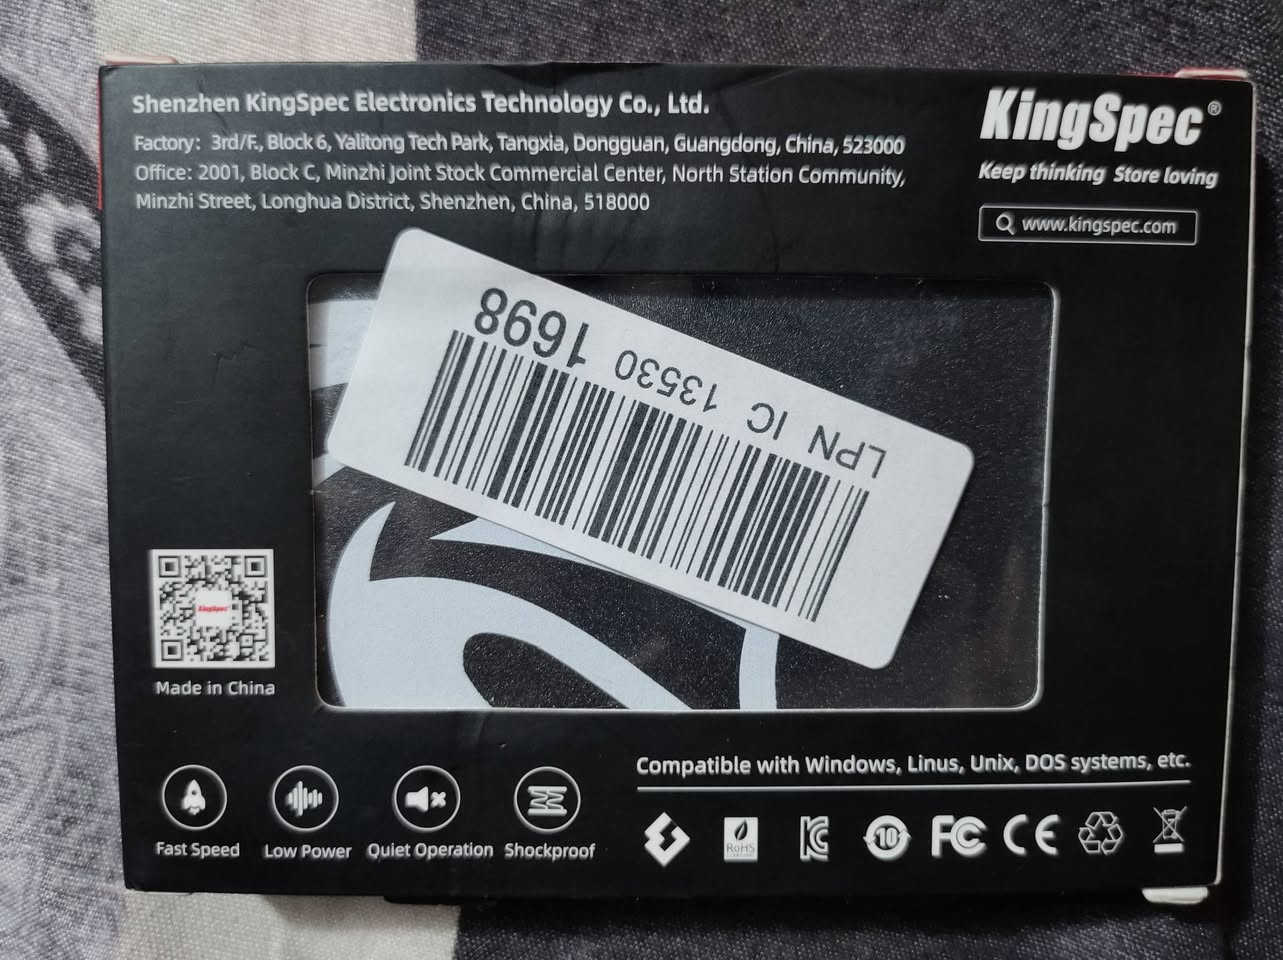 Shenzhen KingSpec Electronics Technology Co., Ltd.
Factory: 3rd/F., Block 6, Yalitong Tech Park, Tangxia, Dongguan, Guangdong, China, 523000
Office: 2001, Block C, Minzhi Joint Stock Commercial Center, North Station Community,
Minzhi Street, Longhua District, Shenzhen, China, 518000
KingSpec®
Keep thinking Store loving
www.kingspec.com
LPN IC 13530 1698
KingSpec
Made in China
Fast Speed
Low Power
Quiet Operation
Shockproof
Compatible with Windows, Linus, Unix, DOS systems, etc.
RoHS
10
FC
CE